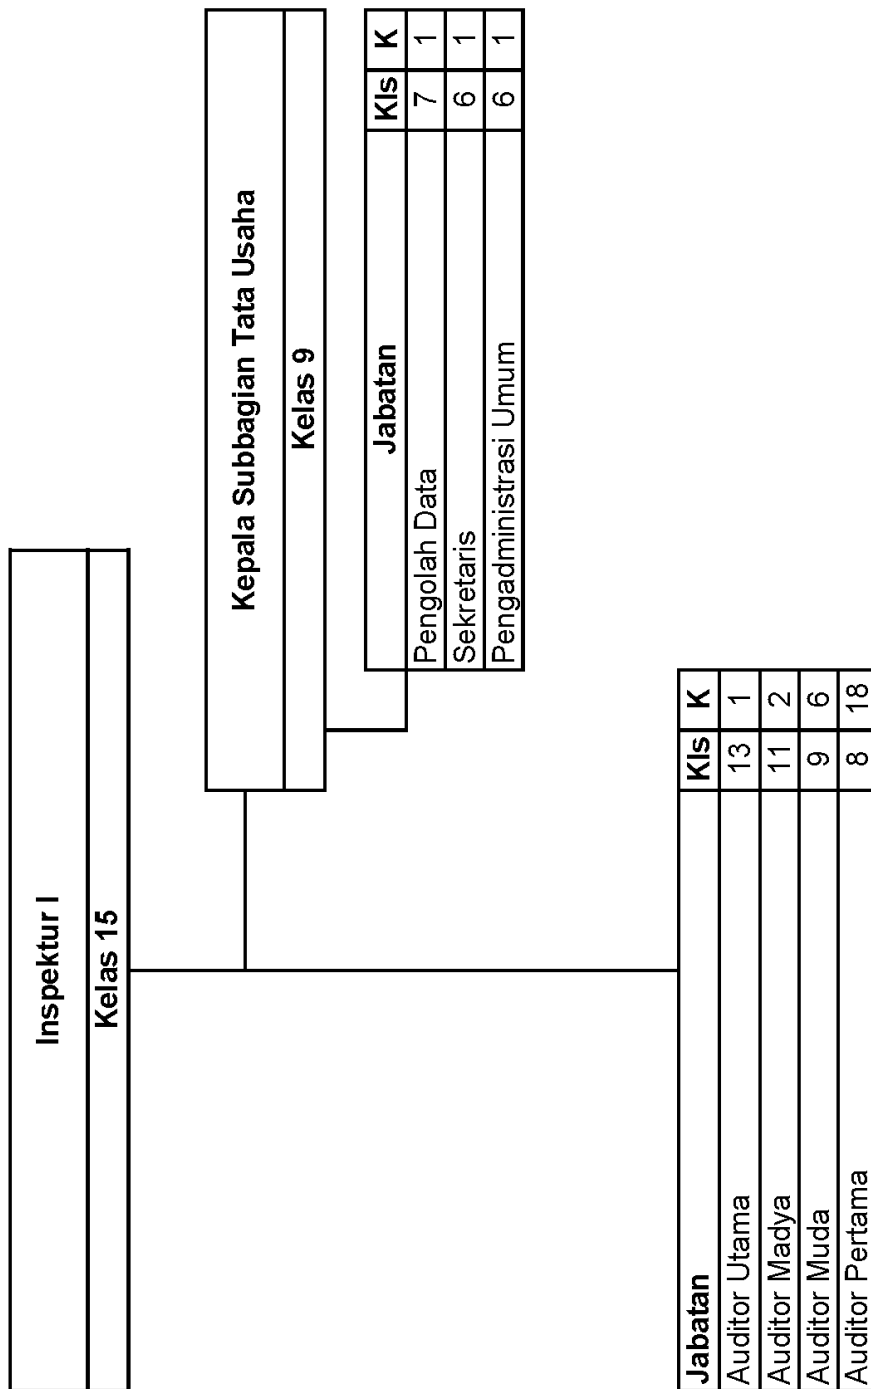 Inspektur I
Kelas 15
Kepala Subbagian Tata Usaha
Kelas 9
Jabatan Kls K
Pengolah Data 7 1
Sekretaris 6 1
Pengadministrasi Umum 6 1
Jabatan Kls K
Auditor Utama 13 1
Auditor Madya 11 2
Auditor Muda 9 6
Auditor Pertama 8 18